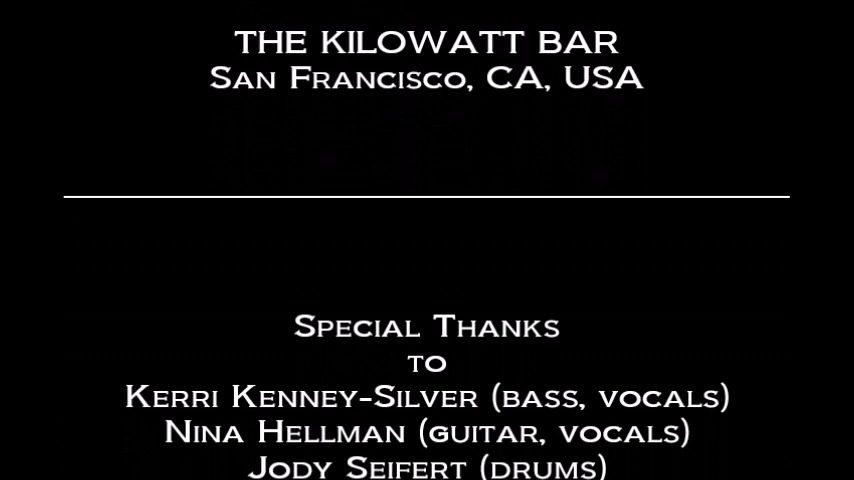 THE KILOWATT BAR
San Francisco, CA, USA
Special Thanks
to
Kerri Kenney-Silver (bass, vocals)
Nina Hellman (guitar, vocals)
Jody Seifert (drums)